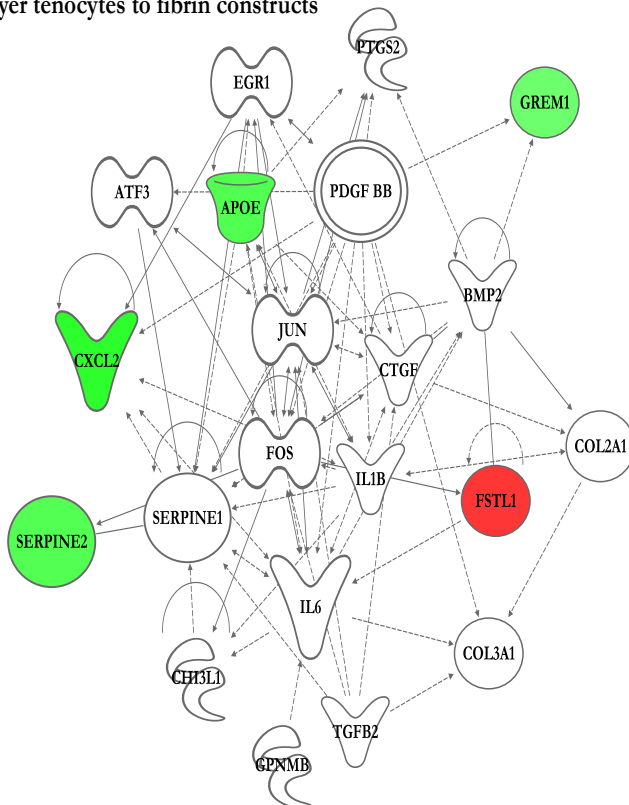 yer tenocytes to fibrin constructs
PTGS2
EGR1
GREM1
ATF3
APOE
PDGF BB
BMP2
JUN
CXCL2
CTGF
COL2A1
FOS
IL1B
FSTL1
SERPINE1
SERPINE2
IL6
COL3A1
CHI3L1
TGFB2
GPNMB